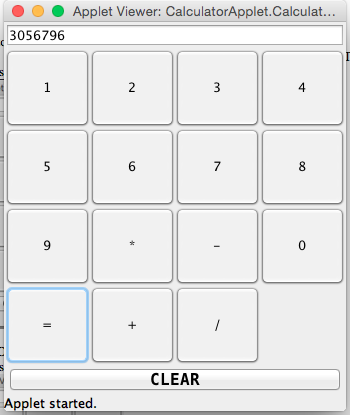 Applet Viewer: CalculatorApplet.Calculat...
3056796
1 2 3 4
5 6 7 8
9 * - 0
= + /
CLEAR
Applet started.